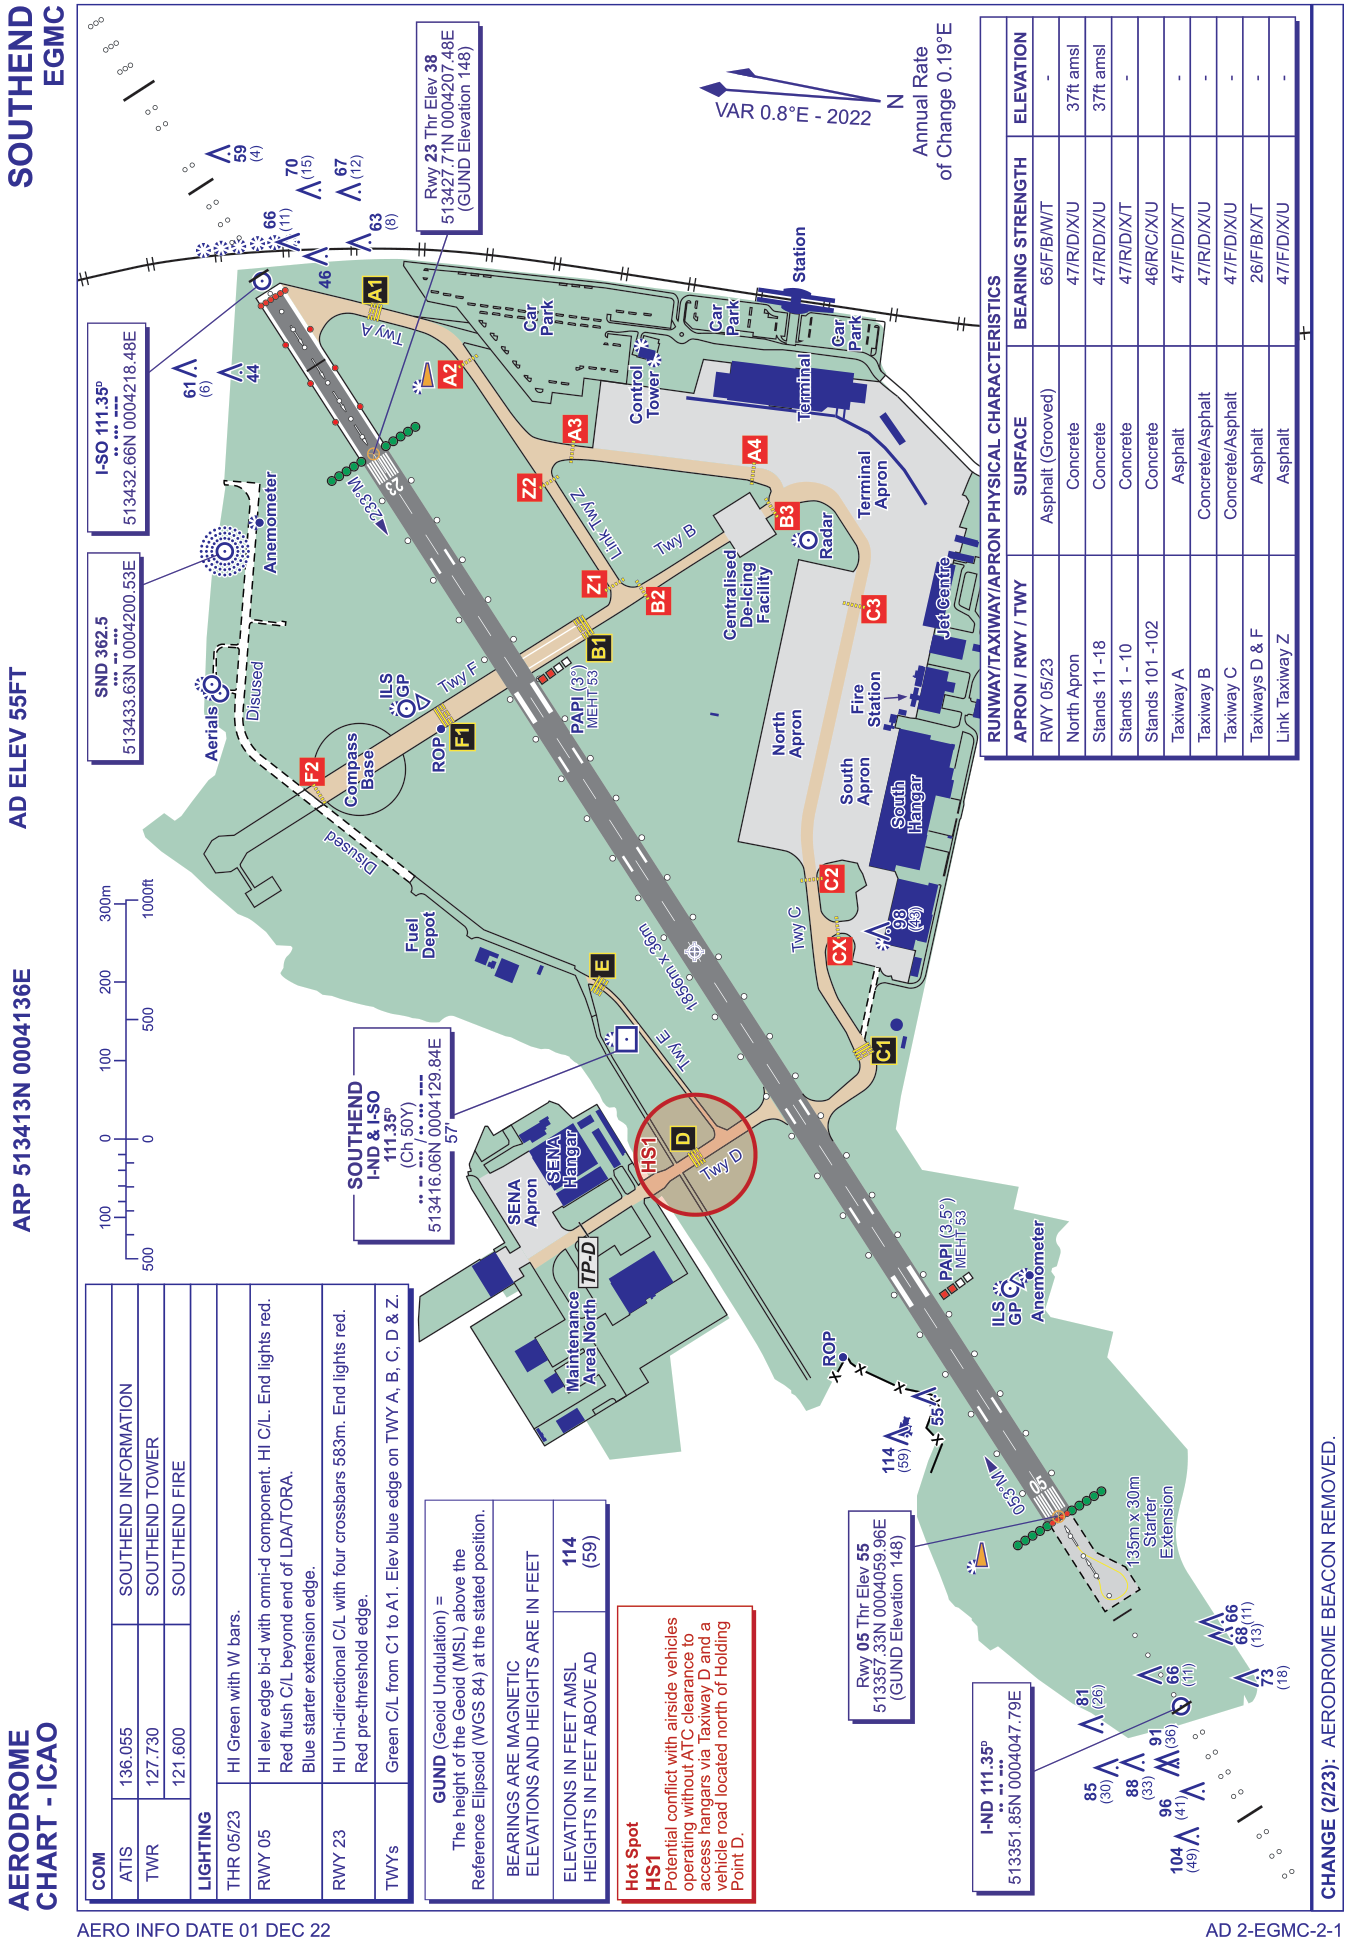 AERODROME
CHART - ICAO
ARP 513413N 0004136E
AD ELEV 55FT
SOUTHEND
EGMC
COM
ATIS 136.055 SOUTHEND INFORMATION
TWR 127.730 SOUTHEND TOWER
121.600 SOUTHEND FIRE
LIGHTING
THR 05/23 HI Green with W bars.
RWY 05 HI elev edge bi-d with omni-d component. HI C/L. End lights red.
Red flush C/L beyond end of LDA/TORA.
Blue starter extension edge.
RWY 23 HI Uni-directional C/L with four crossbars 583m. End lights red.
Red pre-threshold edge.
TWYs Green C/L from C1 to A1. Elev blue edge on TWY A, B, C, D & Z.
GUND (Geoid Undulation) =
The height of the Geoid (MSL) above the
Reference Elipsoid (WGS 84) at the stated position.
BEARINGS ARE MAGNETIC
ELEVATIONS AND HEIGHTS ARE IN FEET
ELEVATIONS IN FEET AMSL 114
HEIGHTS IN FEET ABOVE AD (59)
Hot Spot
HS1
Potential conflict with airside vehicles
operating without ATC clearance to
access hangars via Taxiway D and a
vehicle road located north of Holding
Point D.
500 0 500 1000ft
100 0 100 200 300m
SND 362.5
513433.63N 0004200.53E
I-SO 111.35ᴰ
513432.66N 0004218.48E
Rwy 23 Thr Elev 38
513427.71N 0004207.48E
(GUND Elevation 148)
SOUTHEND
I-ND & I-SO
111.35ᴰ
(Ch 50Y)
513416.06N 0004129.84E
57'
Rwy 05 Thr Elev 55
513357.33N 0004059.96E
(GUND Elevation 148)
I-ND 111.35ᴰ
513351.85N 0004047.79E
VAR 0.8°E - 2022
N
Annual Rate
of Change 0.19°E
59
(4)
70
(15)
67
(12)
66
(11)
63
(8)
46
61
(6)
44
A1
Twy A
A2
A3
A4
Z2
Z1
Link Twy Z
Twy B
B3
B2
B1
Car
Park
Car
Park
Car
Park
Station
Control
Tower
Terminal
Terminal
Apron
Radar
Centralised
De-Icing
Facility
C3
Jet Centre
Fire
Station
North
Apron
South
Apron
South
Hangar
C2
CX
98
(43)
Twy C
C1
23
233°M
Anemometer
Aerials
Disused
ILS
GP
Twy F
PAPI (3°)
MEHT 53
ROP
F1
F2
Compass
Base
Disused
Fuel
Depot
1856m x 36m
E
Twy E
HS1
D
Twy D
SENA
Hangar
SENA
Apron
TP-D
Maintenance
Area North
PAPI (3.5°)
MEHT 53
ILS
GP
Anemometer
ROP
55
114
(59)
053°M
05
135m x 30m
Starter
Extension
66
(11)
68
(13)
73
(18)
66
(11)
81
(26)
91
(36)
85
(30)
88
(33)
96
(41)
104
(49)
RUNWAY/TAXIWAY/APRON PHYSICAL CHARACTERISTICS
APRON / RWY / TWY SURFACE BEARING STRENGTH ELEVATION
RWY 05/23 Asphalt (Grooved) 65/F/B/W/T -
North Apron Concrete 47/R/D/X/U 37ft amsl
Stands 11 -18 Concrete 47/R/D/X/U 37ft amsl
Stands 1 - 10 Concrete 47/R/D/X/T -
Stands 101 -102 Concrete 46/R/C/X/U
Taxiway A Asphalt 47/F/D/X/T -
Taxiway B Concrete/Asphalt 47/R/D/X/U -
Taxiway C Concrete/Asphalt 47/F/D/X/U -
Taxiways D & F Asphalt 26/F/B/X/T -
Link Taxiway Z Asphalt 47/F/D/X/U -
CHANGE (2/23): AERODROME BEACON REMOVED.
AERO INFO DATE 01 DEC 22
AD 2-EGMC-2-1